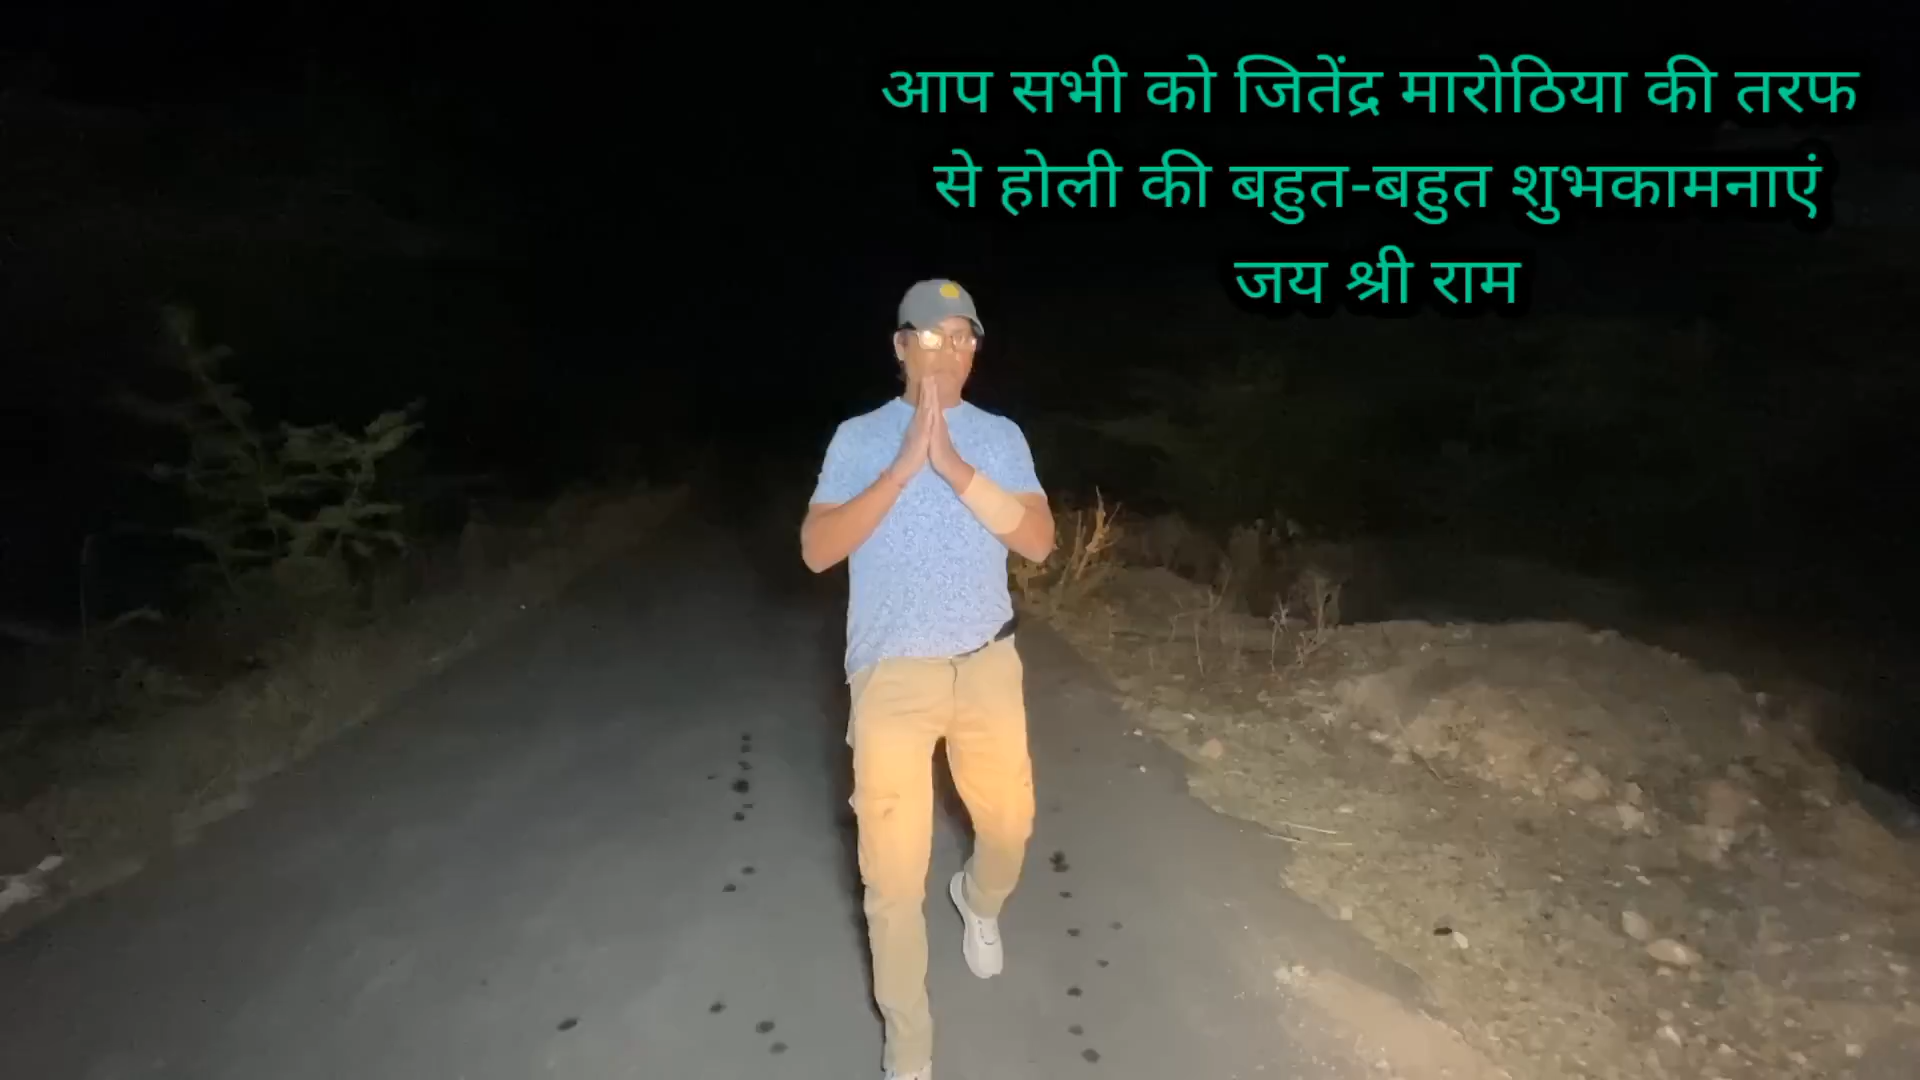 आप सभी को जितेंद्र मारोठिया की तरफ
से होली की बहुत-बहुत शुभकामनाएं
जय श्री राम